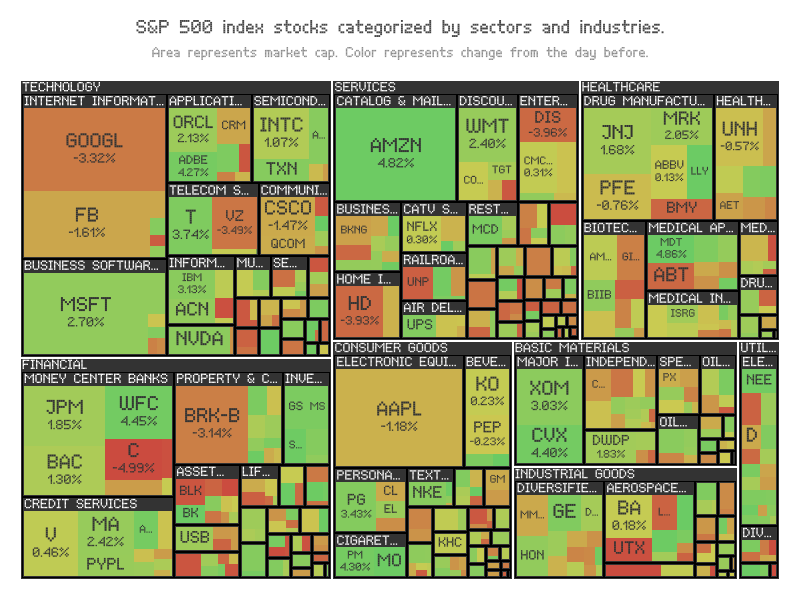 S&P 500 index stocks categorized by sectors and industries.
Area represents market cap. Color represents change from the day before.
TECHNOLOGY
INTERNET INFORMAT...
GOOGL
-3.32%
FB
-1.61%
APPLICATI...
ORCL
2.13%
CRM
ADBE
4.27%
SEMICOND...
INTC
1.07%
A...
TXN
TELECOM S...
T
3.74%
VZ
-3.49%
COMMUNI...
CSCO
-1.47%
QCOM
BUSINESS SOFTWAR...
MSFT
2.70%
INFORM...
IBM
3.13%
ACN
NVDA
MU...
SE...
SERVICES
CATALOG & MAIL...
AMZN
4.82%
DISCOU...
WMT
2.40%
CO...
TGT
ENTER...
DIS
-3.96%
CMC...
0.31%
BUSINES...
BKNG
CATV S...
NFLX
0.30%
REST...
MCD
RAILROA...
UNP
HOME I...
HD
-3.93%
AIR DEL...
UPS
HEALTHCARE
DRUG MANUFACTU...
JNJ
1.68%
MRK
2.05%
ABBV
0.13%
LLY
PFE
-0.76%
BMY
HEALTH...
UNH
-0.57%
AET
BIOTEC...
AM...
GI...
BIIB
MEDICAL AP...
MDT
4.86%
ABT
MEDICAL IN...
ISRG
MED...
DRU...
FINANCIAL
MONEY CENTER BANKS
JPM
1.85%
WFC
4.45%
BAC
1.30%
C
-4.99%
PROPERTY & C...
BRK-B
-3.14%
INVE...
GS
MS
S...
CREDIT SERVICES
V
0.46%
MA
2.42%
A...
PYPL
ASSET...
BLK
BK
USB
LIF...
CONSUMER GOODS
ELECTRONIC EQUI...
AAPL
-1.18%
BEVE...
KO
0.23%
PEP
-0.23%
PERSONA...
PG
3.43%
CL
EL
TEXT...
NKE
GM
CIGARET...
PM
4.30%
MO
KHC
BASIC MATERIALS
MAJOR I...
XOM
3.03%
CVX
4.40%
INDEPEND...
C...
DWDP
1.83%
SPE...
PX
OIL...
OIL...
INDUSTRIAL GOODS
DIVERSIFIE...
MM...
GE
D...
HON
AEROSPACE...
BA
0.18%
L...
UTX
UTIL...
ELE...
NEE
D
DIV...